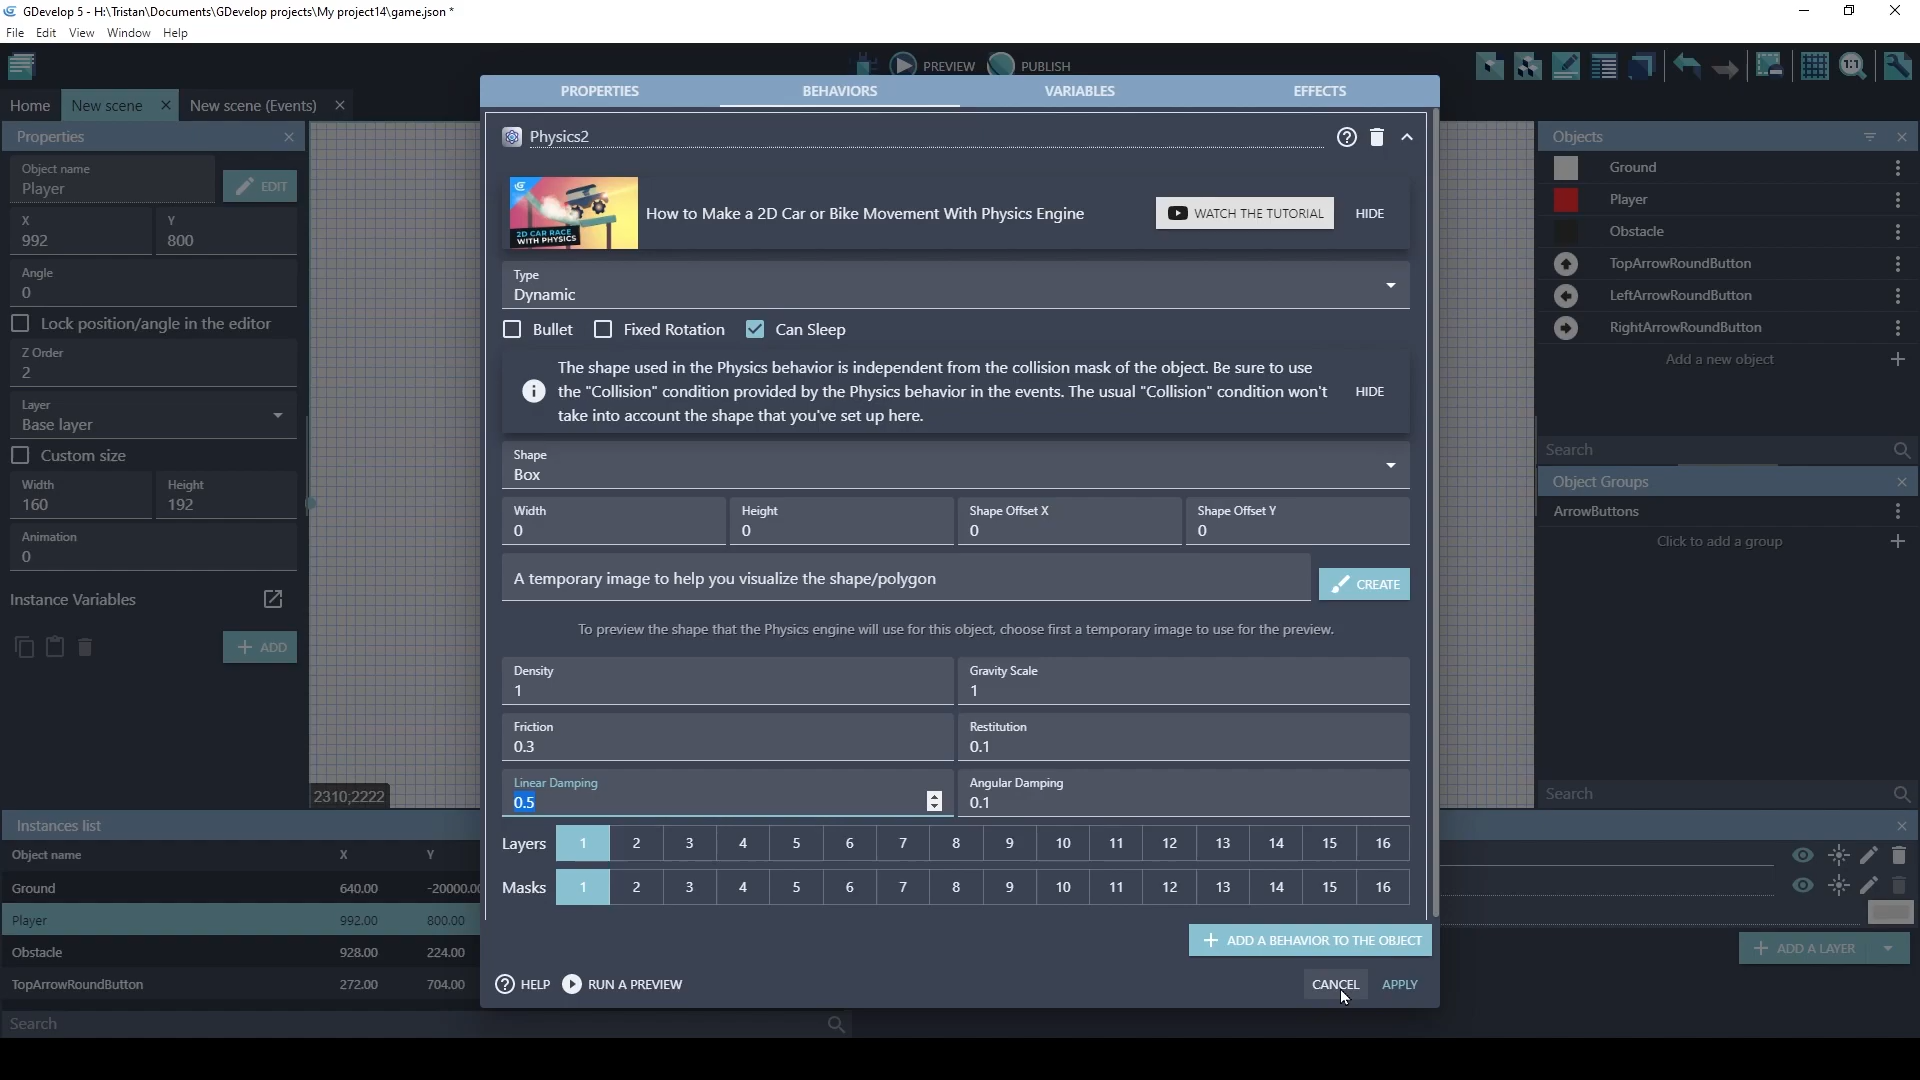 GDevelop 5 - H:\Tristan\Documents\GDevelop projects\My project14\game.json *
File Edit View Window Help
PREVIEW PUBLISH
1:1
Home New scene New scene (Events)
Properties
Object name
Player
EDIT
X Y
992 800
Angle
0
Lock position/angle in the editor
Z Order
2
Layer
Base layer
Custom size
Width Height
160 192
Animation
0
Instance Variables
ADD
2310;2222
Instances list
Object name X Y
Ground 640.00 -20000.00
Player 992.00 800.00
Obstacle 928.00 224.00
TopArrowRoundButton 272.00 704.00
Search
PROPERTIES BEHAVIORS VARIABLES EFFECTS
Physics2
2D CAR RACE
WITH PHYSICS
How to Make a 2D Car or Bike Movement With Physics Engine
WATCH THE TUTORIAL
HIDE
Type
Dynamic
Bullet Fixed Rotation Can Sleep
The shape used in the Physics behavior is independent from the collision mask of the object. Be sure to use
the "Collision" condition provided by the Physics behavior in the events. The usual "Collision" condition won't
take into account the shape that you've set up here.
HIDE
Shape
Box
Width Height Shape Offset X Shape Offset Y
0 0 0 0
A temporary image to help you visualize the shape/polygon
CREATE
To preview the shape that the Physics engine will use for this object, choose first a temporary image to use for the preview.
Density Gravity Scale
1 1
Friction Restitution
0.3 0.1
Linear Damping Angular Damping
0.5 0.1
Layers 1 2 3 4 5 6 7 8 9 10 11 12 13 14 15 16
Masks 1 2 3 4 5 6 7 8 9 10 11 12 13 14 15 16
ADD A BEHAVIOR TO THE OBJECT
HELP RUN A PREVIEW CANCEL APPLY
Objects
Ground
Player
Obstacle
TopArrowRoundButton
LeftArrowRoundButton
RightArrowRoundButton
Add a new object
Search
Object Groups
ArrowButtons
Click to add a group
Search
ADD A LAYER